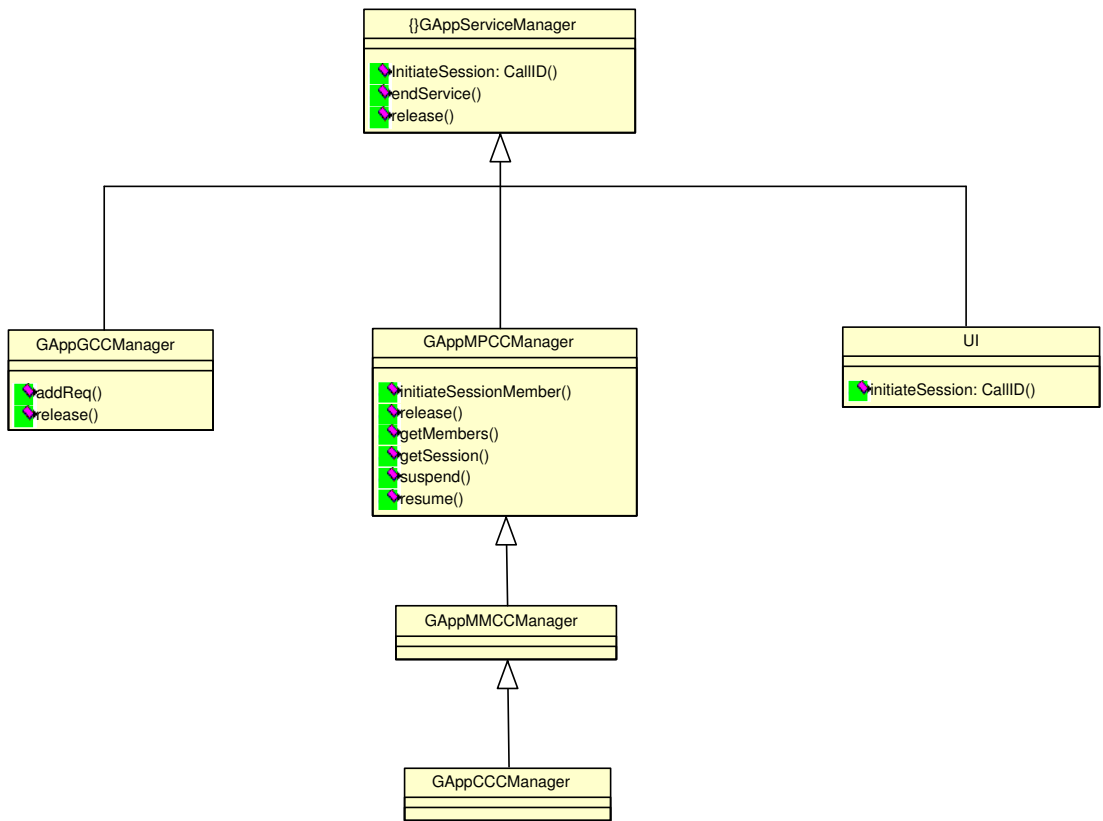 {}GAppServiceManager
InitiateSession: CallID()
endService()
release()
GAppGCCManager
addReq()
release()
GAppMPCCManager
initiateSessionMember()
release()
getMembers()
getSession()
suspend()
resume()
UI
initiateSession: CallID()
GAppMMCCManager
GAppCCCManager